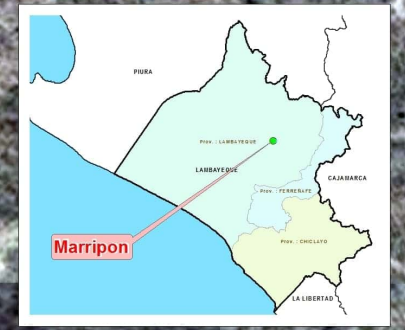 PIURA
Prov. : LAMBAYEQUE
LAMBAYEQUE
CAJAMARCA
Prov. : FERREÑAFE
Marripon
Prov. : CHICLAYO
LA LIBERTAD